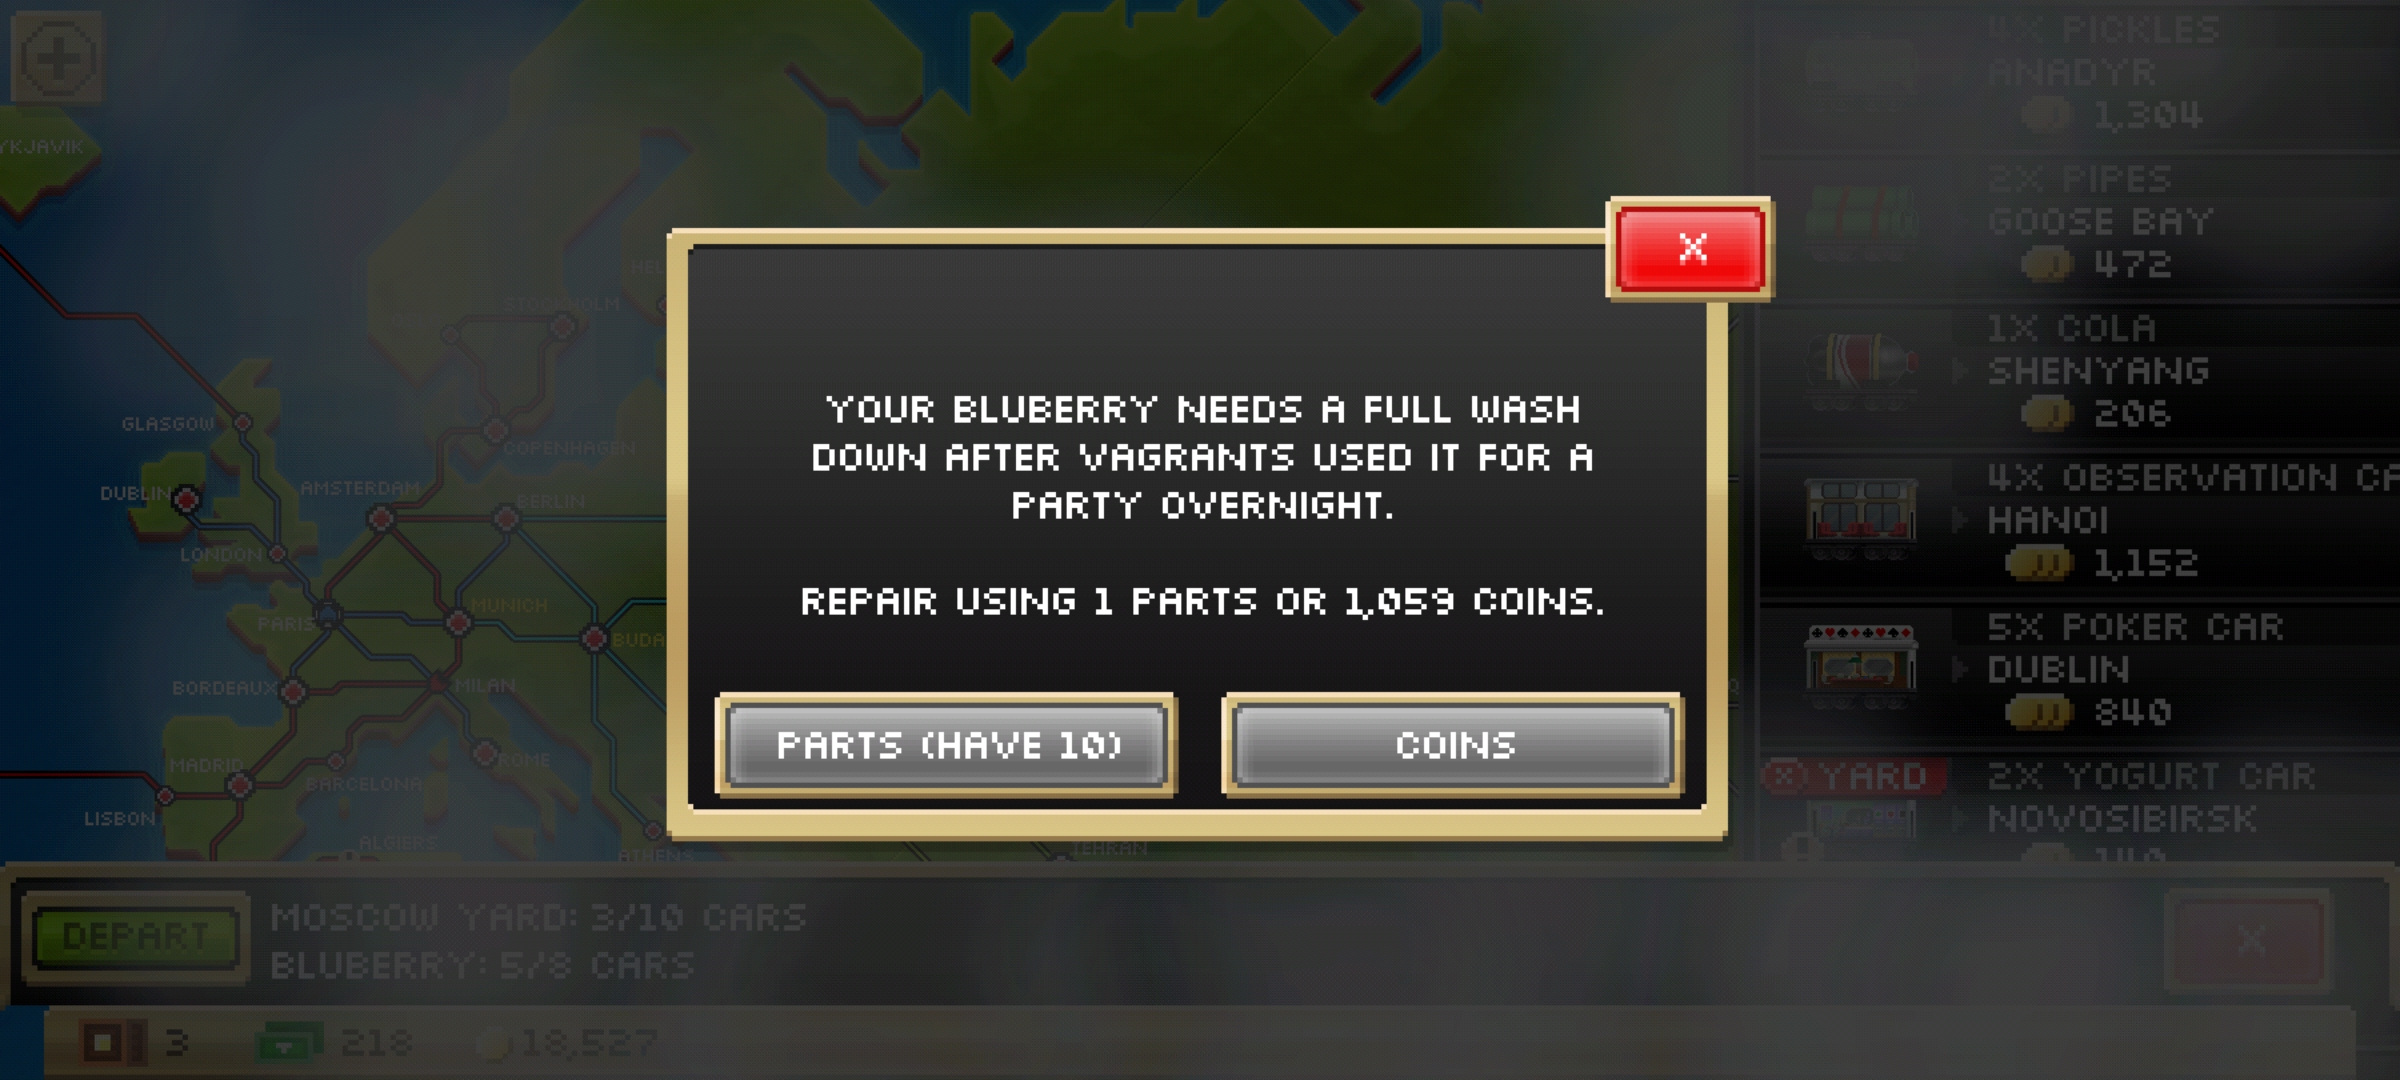 YKJAVIK
GLASGOW
DUBLIN
LONDON
AMSTERDAM
STOCKHOLM
COPENHAGEN
BERLIN
PARIS
MUNICH
BUDA
BORDEAUX
MILAN
MADRID
BARCELONA
ROME
LISBON
ALGIERS
ATHENS
TEHRAN
X
YOUR BLUBERRY NEEDS A FULL WASH
DOWN AFTER VAGRANTS USED IT FOR A
PARTY OVERNIGHT.
REPAIR USING 1 PARTS OR 1,059 COINS.
PARTS (HAVE 10)
COINS
4X PICKLES
ANADYR
1,304
2X PIPES
GOOSE BAY
472
1X COLA
SHENYANG
206
4X OBSERVATION CA
HANOI
1,152
5X POKER CAR
DUBLIN
840
X YARD
2X YOGURT CAR
NOVOSIBIRSK
140
DEPART
MOSCOW YARD: 3/10 CARS
BLUBERRY: 5/8 CARS
X
3
218
18,527